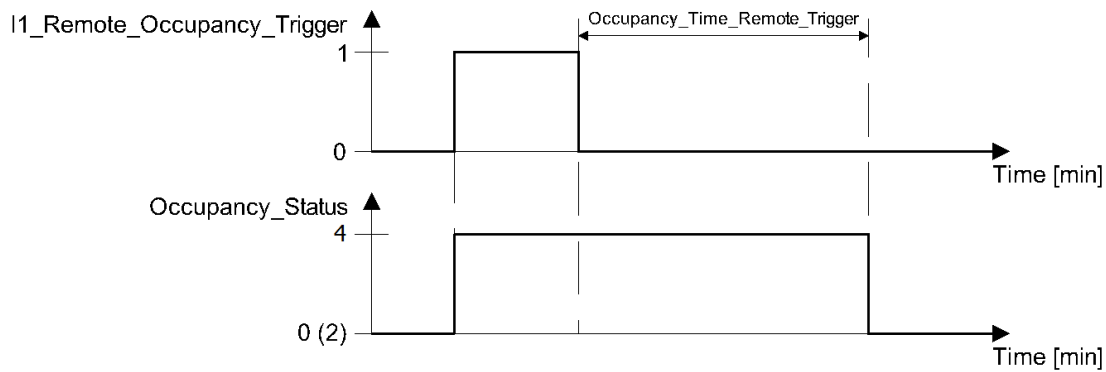 I1_Remote_Occupancy_Trigger
Occupancy_Time_Remote_Trigger
1
0
Time [min]
Occupancy_Status
4
0 (2)
Time [min]